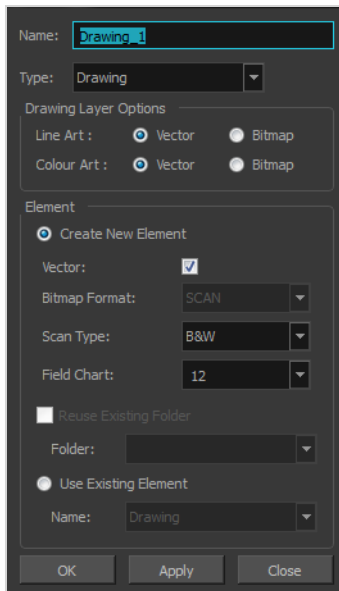 Name: Drawing_1
Type: Drawing
Drawing Layer Options
Line Art : Vector Bitmap
Colour Art : Vector Bitmap
Element
Create New Element
Vector:
Bitmap Format: SCAN
Scan Type: B&W
Field Chart: 12
Reuse Existing Folder
Folder:
Use Existing Element
Name: Drawing
OK Apply Close